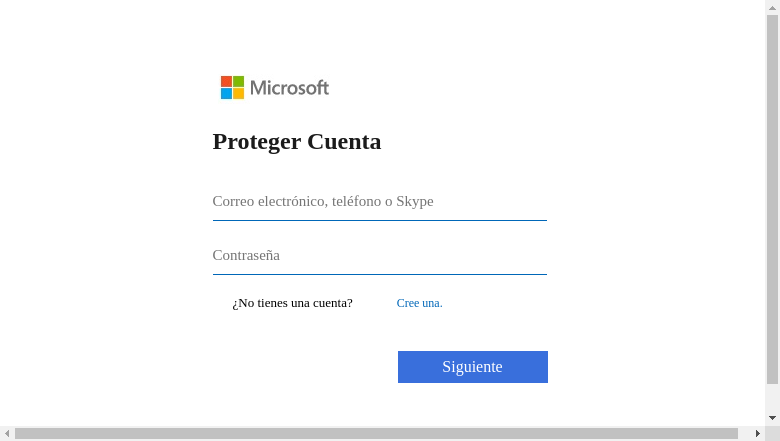 Microsoft
Proteger Cuenta
Correo electrónico, teléfono o Skype
Contraseña
¿No tienes una cuenta? Cree una.
Siguiente